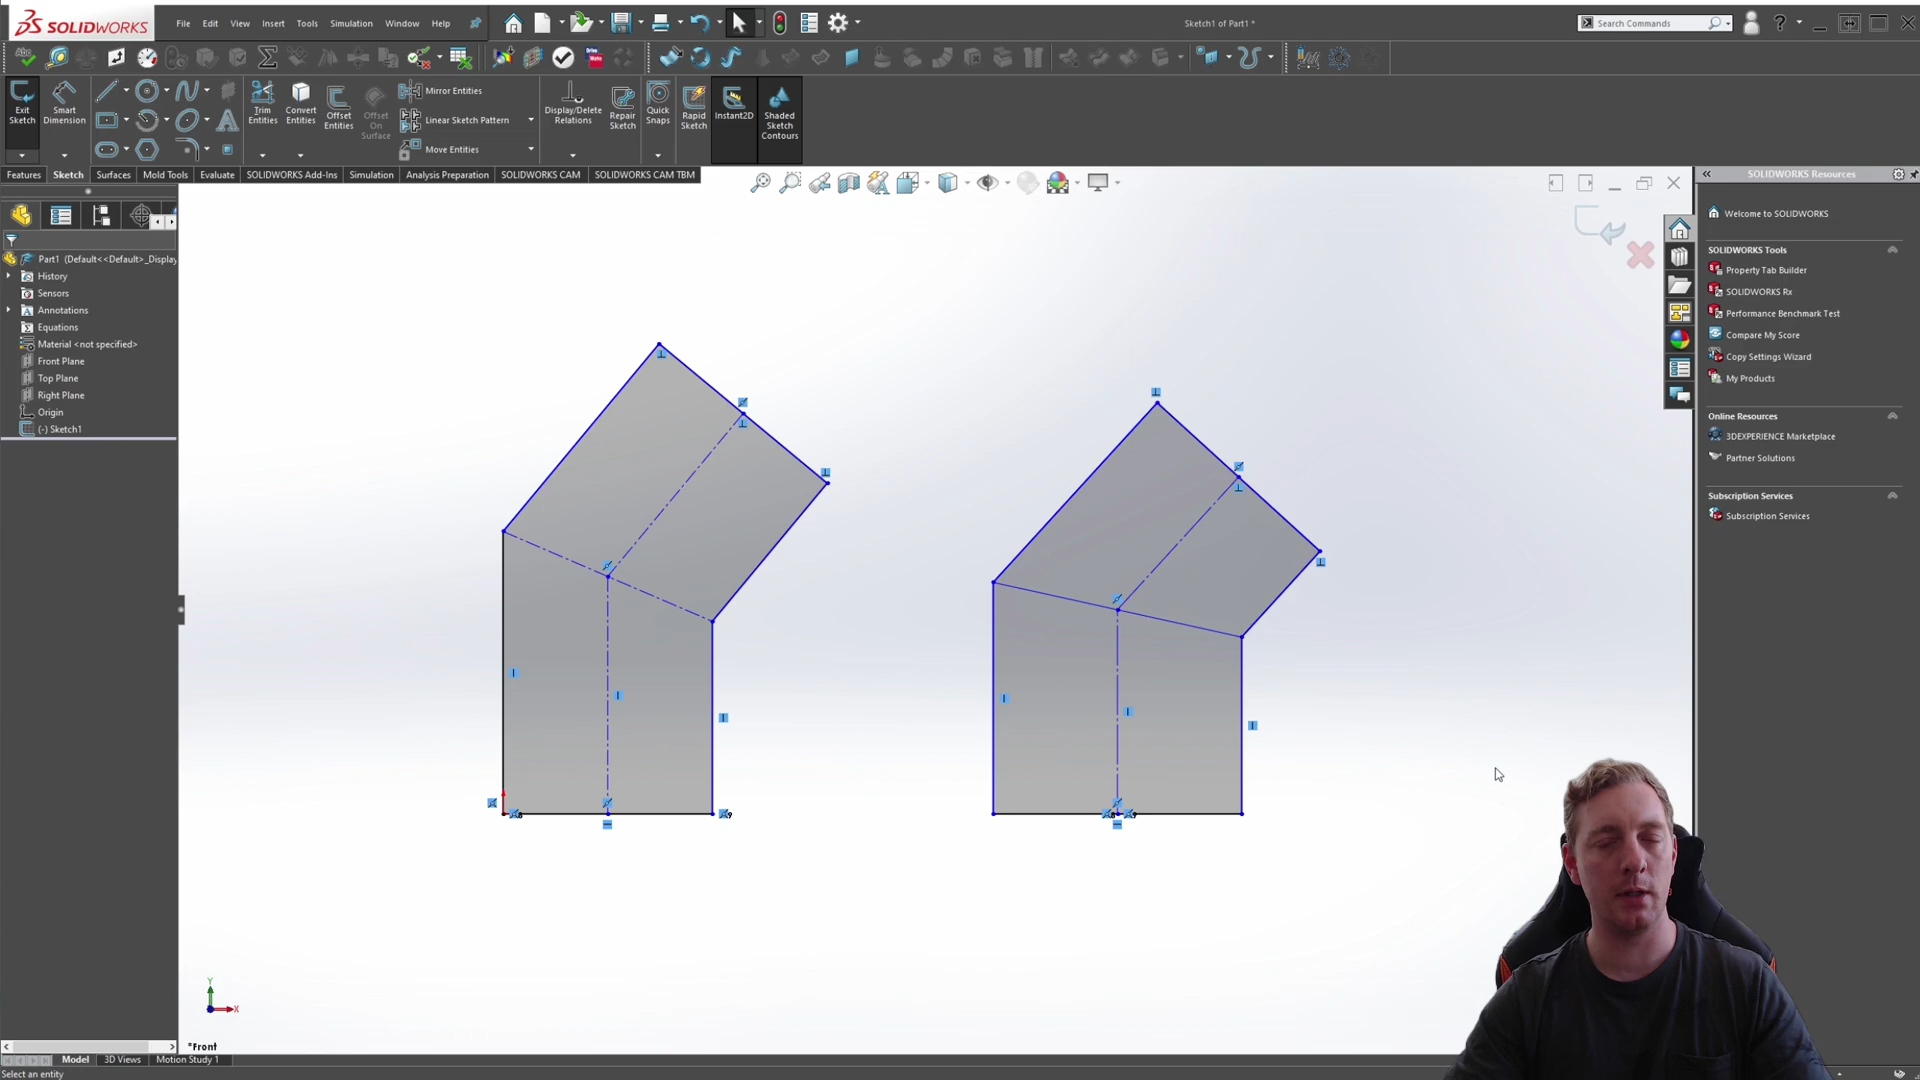 SOLIDWORKS
File Edit View Insert Tools Simulation Window Help
Sketch1 of Part1 *
Search Commands
Exit Sketch
Smart Dimension
Trim Entities
Convert Entities
Offset Entities
Offset On Surface
Mirror Entities
Linear Sketch Pattern
Move Entities
Display/Delete Relations
Repair Sketch
Quick Snaps
Rapid Sketch
Instant2D
Shaded Sketch Contours
Features Sketch Surfaces Mold Tools Evaluate SOLIDWORKS Add-Ins Simulation Analysis Preparation SOLIDWORKS CAM SOLIDWORKS CAM TBM
Part1 (Default<<Default>_Display
History
Sensors
Annotations
Equations
Material <not specified>
Front Plane
Top Plane
Right Plane
Origin
(-) Sketch1
SOLIDWORKS Resources
Welcome to SOLIDWORKS
SOLIDWORKS Tools
Property Tab Builder
SOLIDWORKS Rx
Performance Benchmark Test
Compare My Score
Copy Settings Wizard
My Products
Online Resources
3DEXPERIENCE Marketplace
Partner Solutions
Subscription Services
Subscription Services
Y
X
*Front
Model 3D Views Motion Study 1
Select an entity